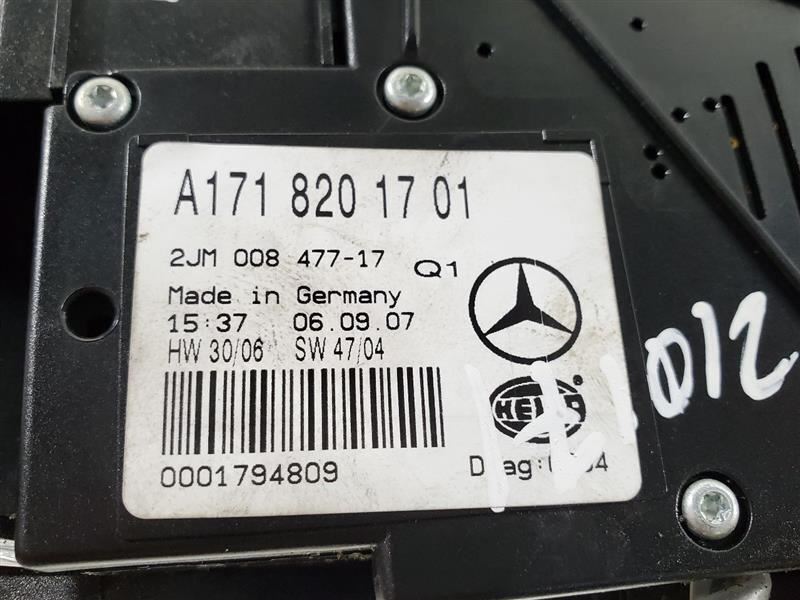 A171 820 17 01
2JM 008 477-17 Q1
Made in Germany
15:37 06.09.07
HW 30/06 SW 47/04
HELLA
0001794809